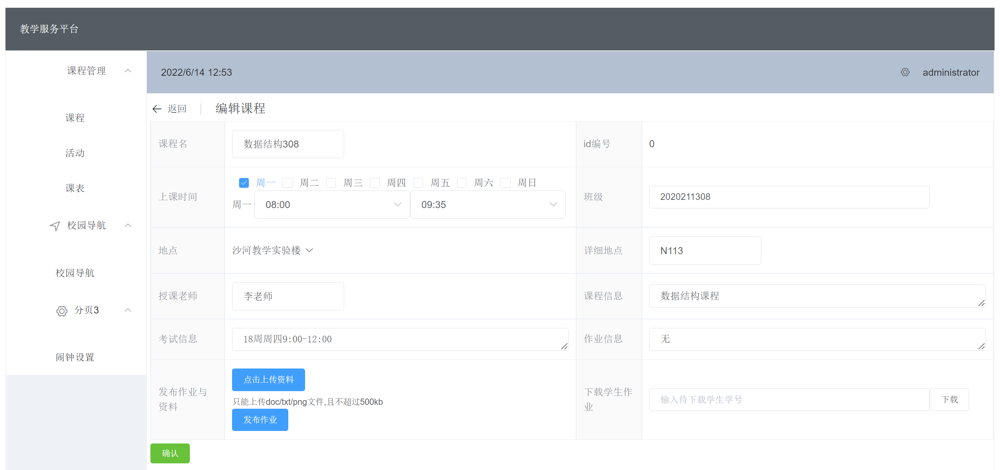 教学服务平台
课程管理
课程
活动
课表
校园导航
校园导航
分页3
闹钟设置
2022/6/14 12:53 administrator
返回 编辑课程
课程名 数据结构308 id编号 0
上课时间 周一 周二 周三 周四 周五 周六 周日
周一 08:00 09:35
班级 2020211308
地点 沙河教学实验楼 详细地点 N113
授课老师 李老师 课程信息 数据结构课程
考试信息 18周周四9:00-12:00 作业信息 无
发布作业与
资料
点击上传资料
只能上传doc/txt/png文件,且不超过500kb
发布作业
下载学生作
业
输入待下载学生学号 下载
确认